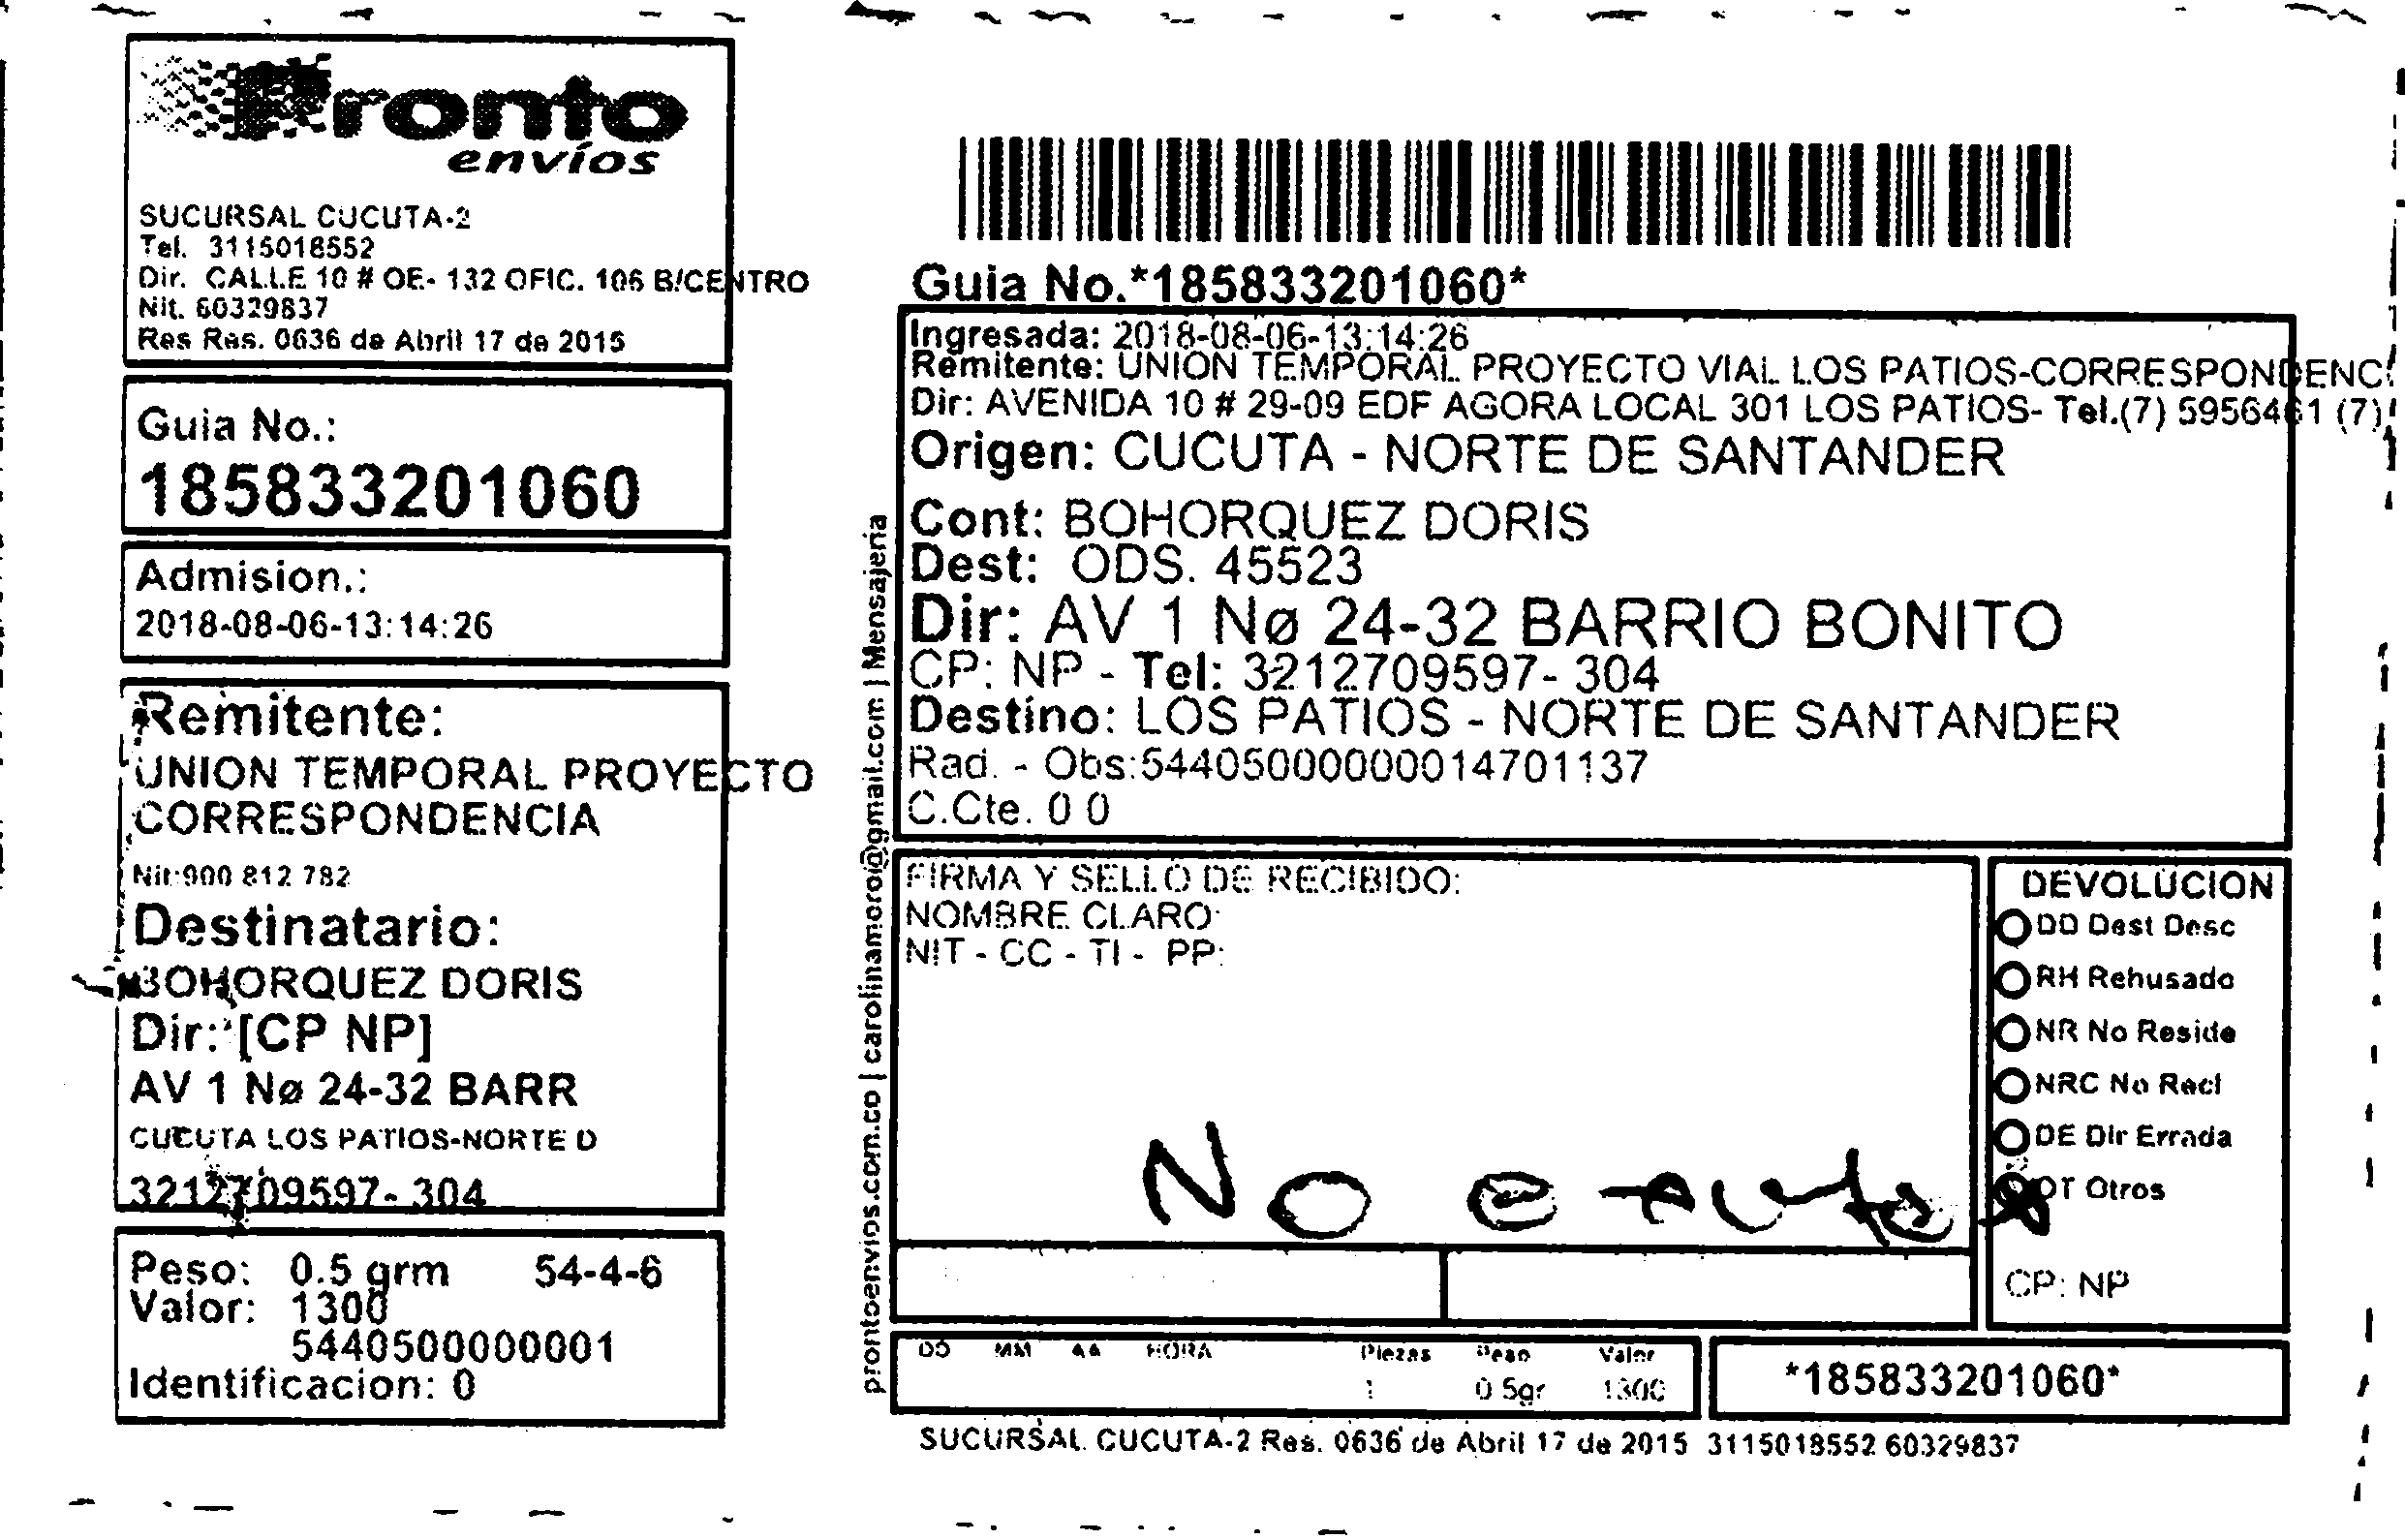 Pronto
envíos
SUCURSAL CUCUTA-2
Tel. 3115018552
Dir. CALLE 10 # OE- 132 OFIC. 106 B/CENTRO
Nit. 60329837
Res Res. 0636 de Abril 17 de 2015
Guia No.:
185833201060
Admision.:
2018-08-06-13:14:26
Remitente:
UNION TEMPORAL PROYECTO
CORRESPONDENCIA
Nit:900 812 782
Destinatario:
BOHORQUEZ DORIS
Dir: [CP NP]
AV 1 Nø 24-32 BARR
CUCUTA LOS PATIOS-NORTE D
3212709597- 304
Peso: 0.5 grm 54-4-6
Valor: 1300
5440500000001
Identificacion: 0
prontoenvios.com.co | carolinamoroi@gmail.com | Mensajeria
Guia No.*185833201060*
Ingresada: 2018-08-06-13:14:26
Remitente: UNION TEMPORAL PROYECTO VIAL LOS PATIOS-CORRESPONDENC
Dir: AVENIDA 10 # 29-09 EDF AGORA LOCAL 301 LOS PATIOS- Tel.(7) 5956461 (7)
Origen: CUCUTA - NORTE DE SANTANDER
Cont: BOHORQUEZ DORIS
Dest: ODS. 45523
Dir: AV 1 Nø 24-32 BARRIO BONITO
CP: NP - Tel: 3212709597- 304
Destino: LOS PATIOS - NORTE DE SANTANDER
Rad. - Obs:544050000000014701137
C.Cte. 0 0
FIRMA Y SELLO DE RECIBIDO:
NOMBRE CLARO:
NIT - CC - TI - PP:
No
DEVOLUCION
DD Dest Desc
RH Rehusado
NR No Reside
NRC No Recl
DE Dir Errada
OT Otros
CP: NP
DD MM AA HORA Piezas Peso Valor
1 0.5gr 1300
*185833201060*
SUCURSAL CUCUTA-2 Res. 0636 de Abril 17 de 2015 3115018552 60329837